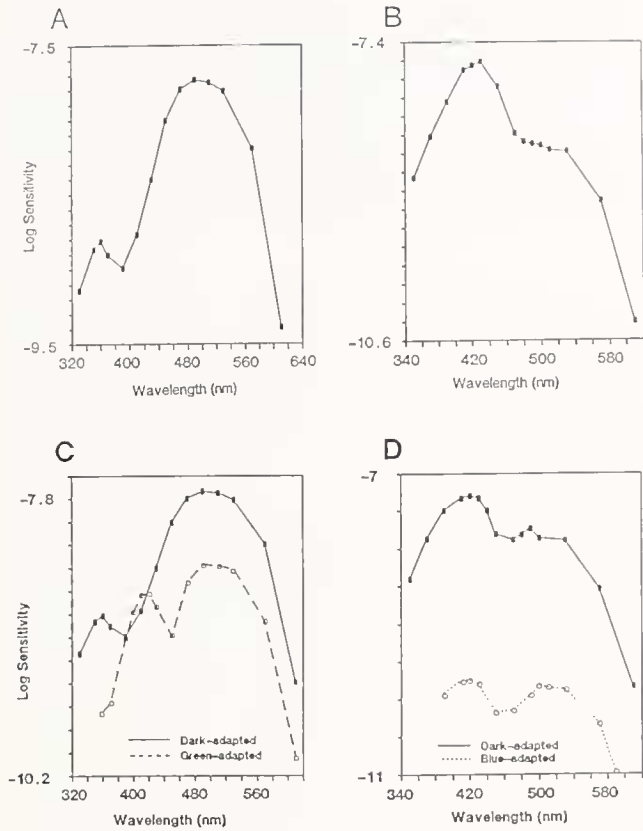 A
-7.5
Log Sensitivity
-9.5
320 400 480 560 640
Wavelength (nm)
B
-7.4
-10.6
340 420 500 580
Wavelength (nm)
C
-7.8
Log Sensitivity
Dark-adapted
Green-adapted
-10.2
320 400 480 560
Wavelength (nm)
D
-7
Dark-adapted
Blue-adapted
-11
340 420 500 580
Wavelength (nm)